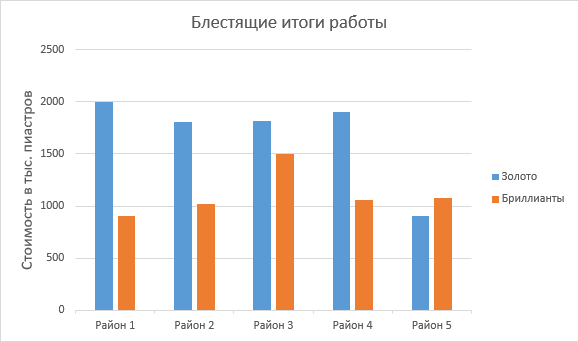 Блестящие итоги работы
Стоимость в тыс. пиастров
2500
2000
1500
1000
500
0
Район 1
Район 2
Район 3
Район 4
Район 5
Золото
Бриллианты